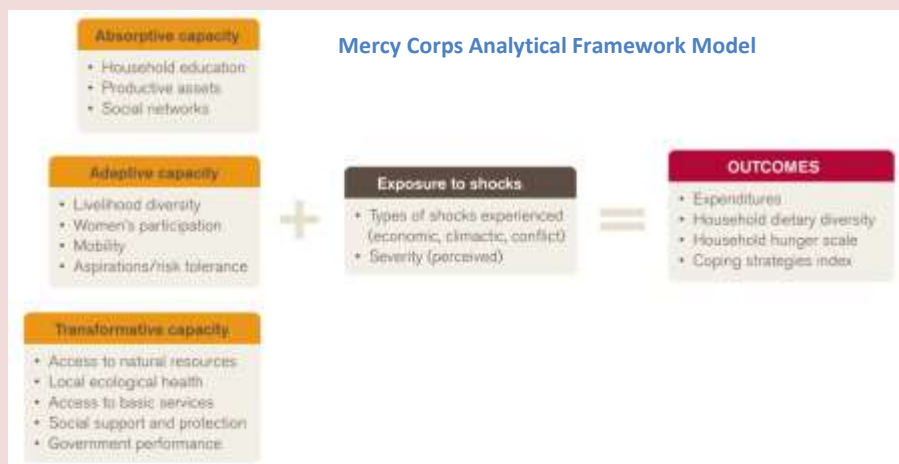 Mercy Corps Analytical Framework Model
Absorptive capacity
• Household education
• Productive assets
• Social networks
Adaptive capacity
• Livelihood diversity
• Women's participation
• Mobility
• Aspirations/risk tolerance
Transformative capacity
• Access to natural resources
• Local ecological health
• Access to basic services
• Social support and protection
• Government performance
+
Exposure to shocks
• Types of shocks experienced
(economic, climactic, conflict)
• Severity (perceived)
=
OUTCOMES
• Expenditures
• Household dietary diversity
• Household hunger scale
• Coping strategies index